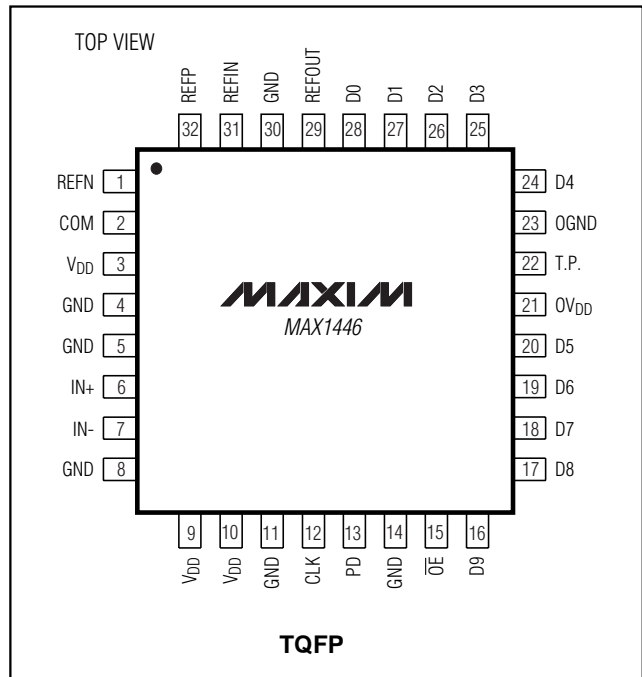 TOP VIEW
REFP
REFIN
GND
REFOUT
D0
D1
D2
D3
32
31
30
29
28
27
26
25
REFN 1
COM 2
VDD 3
GND 4
GND 5
IN+ 6
IN- 7
GND 8
MAXIM
MAX1446
24 D4
23 OGND
22 T.P.
21 OVDD
20 D5
19 D6
18 D7
17 D8
9
10
11
12
13
14
15
16
VDD
VDD
GND
CLK
PD
GND
O̅E̅
D9
TQFP